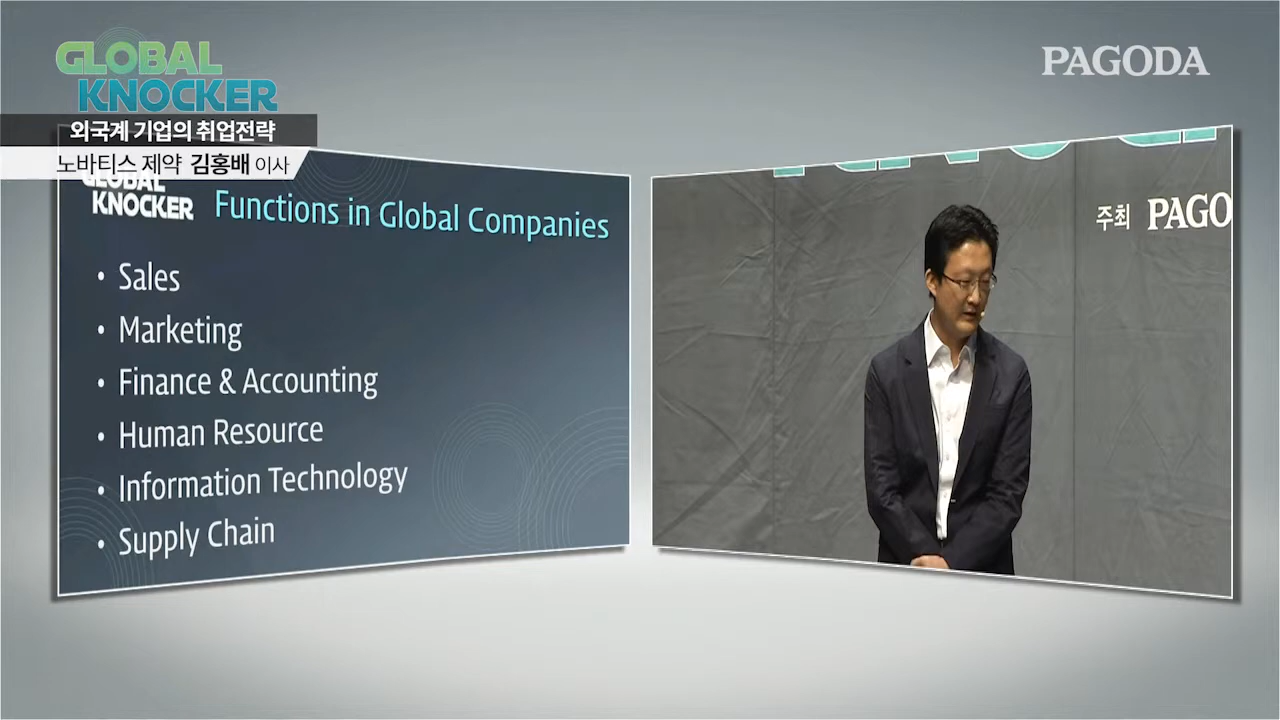 GLOBAL
KNOCKER
PAGODA
외국계 기업의 취업전략
노바티스 제약 김홍배 이사
GLOBAL
KNOCKER
Functions in Global Companies
• Sales
• Marketing
• Finance & Accounting
• Human Resource
• Information Technology
• Supply Chain
주최 PAGO